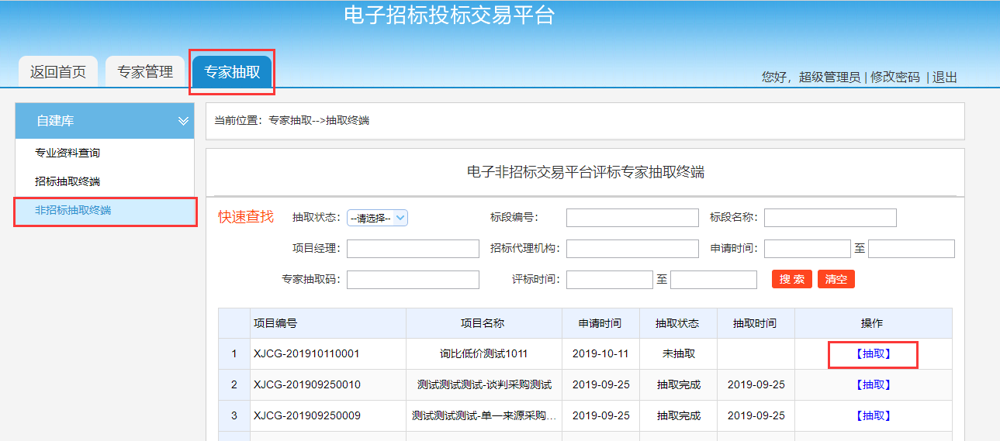 电子招标投标交易平台
返回首页 专家管理 专家抽取
您好，超级管理员 | 修改密码 | 退出
自建库
专业资料查询
招标抽取终端
非招标抽取终端
当前位置：专家抽取-->抽取终端
电子非招标交易平台评标专家抽取终端
快速查找 抽取状态： --请选择-- 标段编号： 标段名称：
项目经理： 招标代理机构： 申请时间： 至
专家抽取码： 评标时间： 至 搜 索 清空
项目编号 项目名称 申请时间 抽取状态 抽取时间 操作
1 XJCG-201910110001 询比低价测试1011 2019-10-11 未抽取 【抽取】
2 XJCG-201909250010 测试测试测试-谈判采购测试 2019-09-25 抽取完成 2019-09-25 【抽取】
3 XJCG-201909250009 测试测试测试-单一来源采购... 2019-09-25 抽取完成 2019-09-25 【抽取】